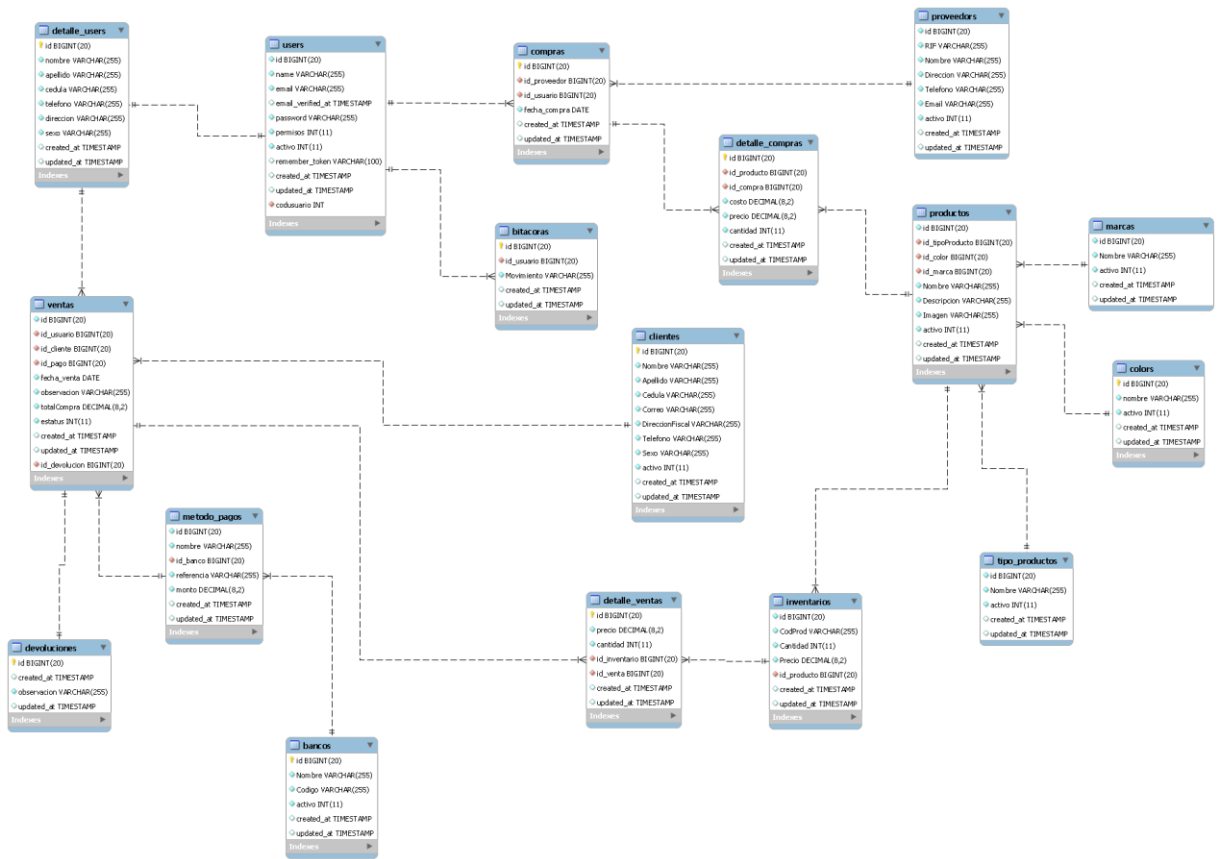 detalle_users
id BIGINT(20)
nombre VARCHAR(255)
apellido VARCHAR(255)
cedula VARCHAR(255)
telefono VARCHAR(255)
direccion VARCHAR(255)
sexo VARCHAR(255)
created_at TIMESTAMP
updated_at TIMESTAMP
Indexes
users
id BIGINT(20)
name VARCHAR(255)
email VARCHAR(255)
email_verified_at TIMESTAMP
password VARCHAR(255)
permisos INT(11)
activo INT(11)
remember_token VARCHAR(100)
created_at TIMESTAMP
updated_at TIMESTAMP
codusuario INT
Indexes
compras
id BIGINT(20)
id_proveedor BIGINT(20)
id_usuario BIGINT(20)
fecha_compra DATE
created_at TIMESTAMP
updated_at TIMESTAMP
Indexes
proveedors
id BIGINT(20)
RIF VARCHAR(255)
Nombre VARCHAR(255)
Direccion VARCHAR(255)
Telefono VARCHAR(255)
Email VARCHAR(255)
activo INT(11)
created_at TIMESTAMP
updated_at TIMESTAMP
Indexes
detalle_compras
id BIGINT(20)
id_producto BIGINT(20)
id_compra BIGINT(20)
costo DECIMAL(8,2)
precio DECIMAL(8,2)
cantidad INT(11)
created_at TIMESTAMP
updated_at TIMESTAMP
Indexes
bitacoras
id BIGINT(20)
id_usuario BIGINT(20)
Movimiento VARCHAR(255)
created_at TIMESTAMP
updated_at TIMESTAMP
Indexes
productos
id BIGINT(20)
id_tipoProducto BIGINT(20)
id_color BIGINT(20)
id_marca BIGINT(20)
Nombre VARCHAR(255)
Descripcion VARCHAR(255)
Imagen VARCHAR(255)
activo INT(11)
created_at TIMESTAMP
updated_at TIMESTAMP
Indexes
marcas
id BIGINT(20)
Nombre VARCHAR(255)
activo INT(11)
created_at TIMESTAMP
updated_at TIMESTAMP
Indexes
ventas
id BIGINT(20)
id_usuario BIGINT(20)
id_cliente BIGINT(20)
id_pago BIGINT(20)
fecha_venta DATE
observacion VARCHAR(255)
totalCompra DECIMAL(8,2)
estatus INT(11)
created_at TIMESTAMP
updated_at TIMESTAMP
id_devolucion BIGINT(20)
Indexes
clientes
id BIGINT(20)
Nombre VARCHAR(255)
Apellido VARCHAR(255)
Cedula VARCHAR(255)
Correo VARCHAR(255)
DireccionFiscal VARCHAR(255)
Telefono VARCHAR(255)
Sexo VARCHAR(255)
activo INT(11)
created_at TIMESTAMP
updated_at TIMESTAMP
Indexes
colors
id BIGINT(20)
nombre VARCHAR(255)
activo INT(11)
created_at TIMESTAMP
updated_at TIMESTAMP
Indexes
metodo_pagos
id BIGINT(20)
nombre VARCHAR(255)
id_banco BIGINT(20)
referencia VARCHAR(255)
monto DECIMAL(8,2)
created_at TIMESTAMP
updated_at TIMESTAMP
Indexes
tipo_productos
id BIGINT(20)
Nombre VARCHAR(255)
activo INT(11)
created_at TIMESTAMP
updated_at TIMESTAMP
Indexes
detalle_ventas
id BIGINT(20)
precio DECIMAL(8,2)
cantidad INT(11)
id_inventario BIGINT(20)
id_venta BIGINT(20)
created_at TIMESTAMP
updated_at TIMESTAMP
Indexes
inventarios
id BIGINT(20)
CodProd VARCHAR(255)
Cantidad INT(11)
Precio DECIMAL(8,2)
id_producto BIGINT(20)
created_at TIMESTAMP
updated_at TIMESTAMP
Indexes
devoluciones
id BIGINT(20)
created_at TIMESTAMP
observacion VARCHAR(255)
updated_at TIMESTAMP
Indexes
bancos
id BIGINT(20)
Nombre VARCHAR(255)
Codigo VARCHAR(255)
activo INT(11)
created_at TIMESTAMP
updated_at TIMESTAMP
Indexes